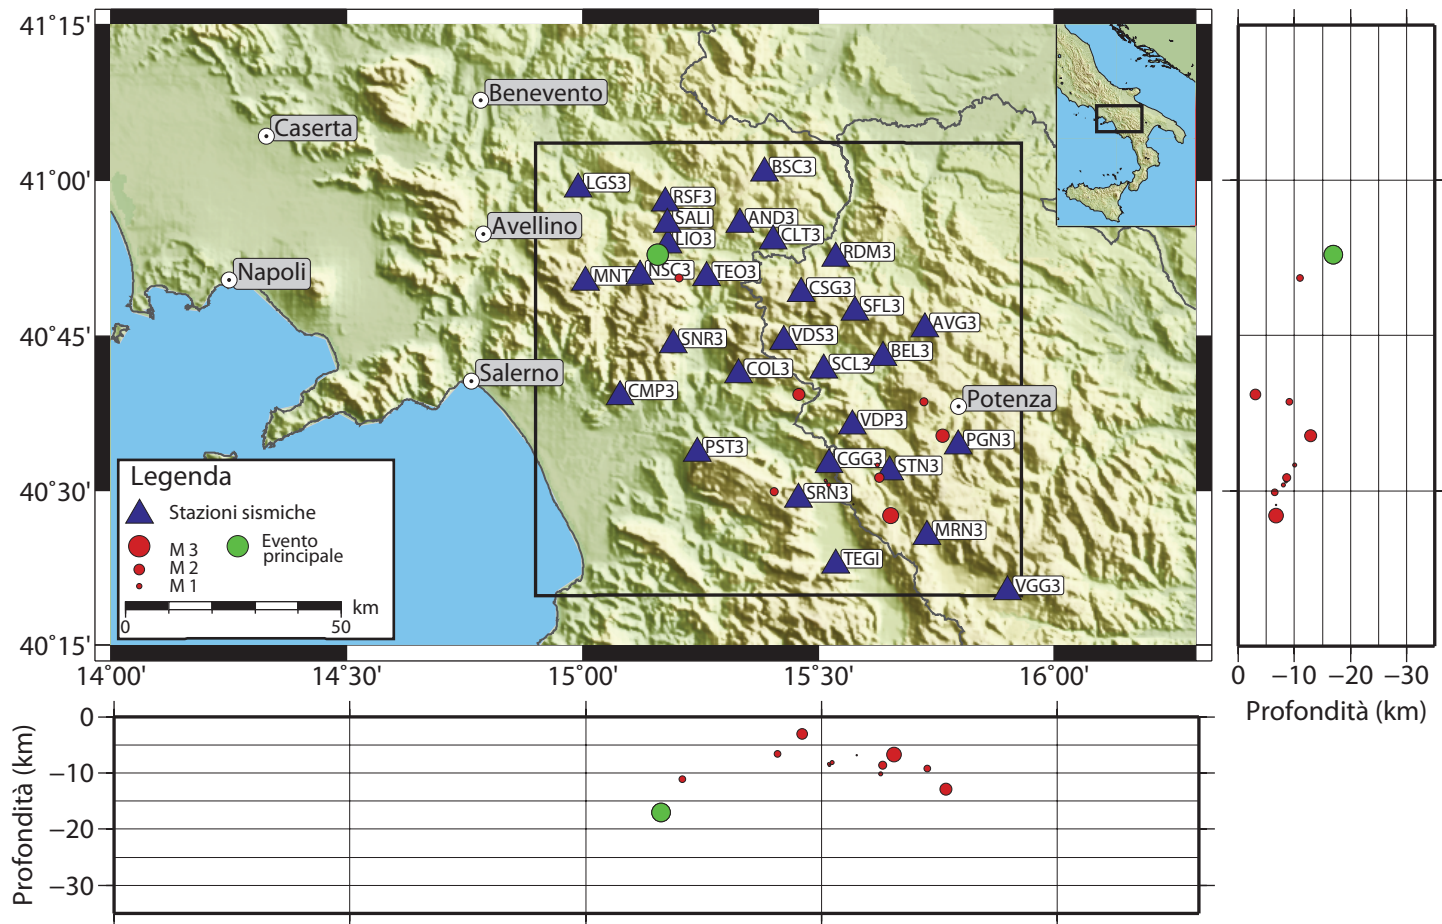 41°15'
41°00'
40°45'
40°30'
40°15'
14°00'
14°30'
15°00'
15°30'
16°00'
Benevento
Caserta
Avellino
Napoli
Salerno
Potenza
BSC3
LGS3
RSF3
SALI
AND3
LIO3
CLT3
RDM3
MNT
NSC3
TEO3
CSG3
SFL3
AVG3
SNR3
VDS3
BEL3
COL3
SCL3
CMP3
VDP3
PST3
PGN3
CGG3
STN3
SRN3
MRN3
TEGI
VGG3
Legenda
Stazioni sismiche
M 3
M 2
M 1
Evento
principale
km
0
50
0
−10
−20
−30
Profondità (km)
0
−10
−20
−30
Profondità (km)